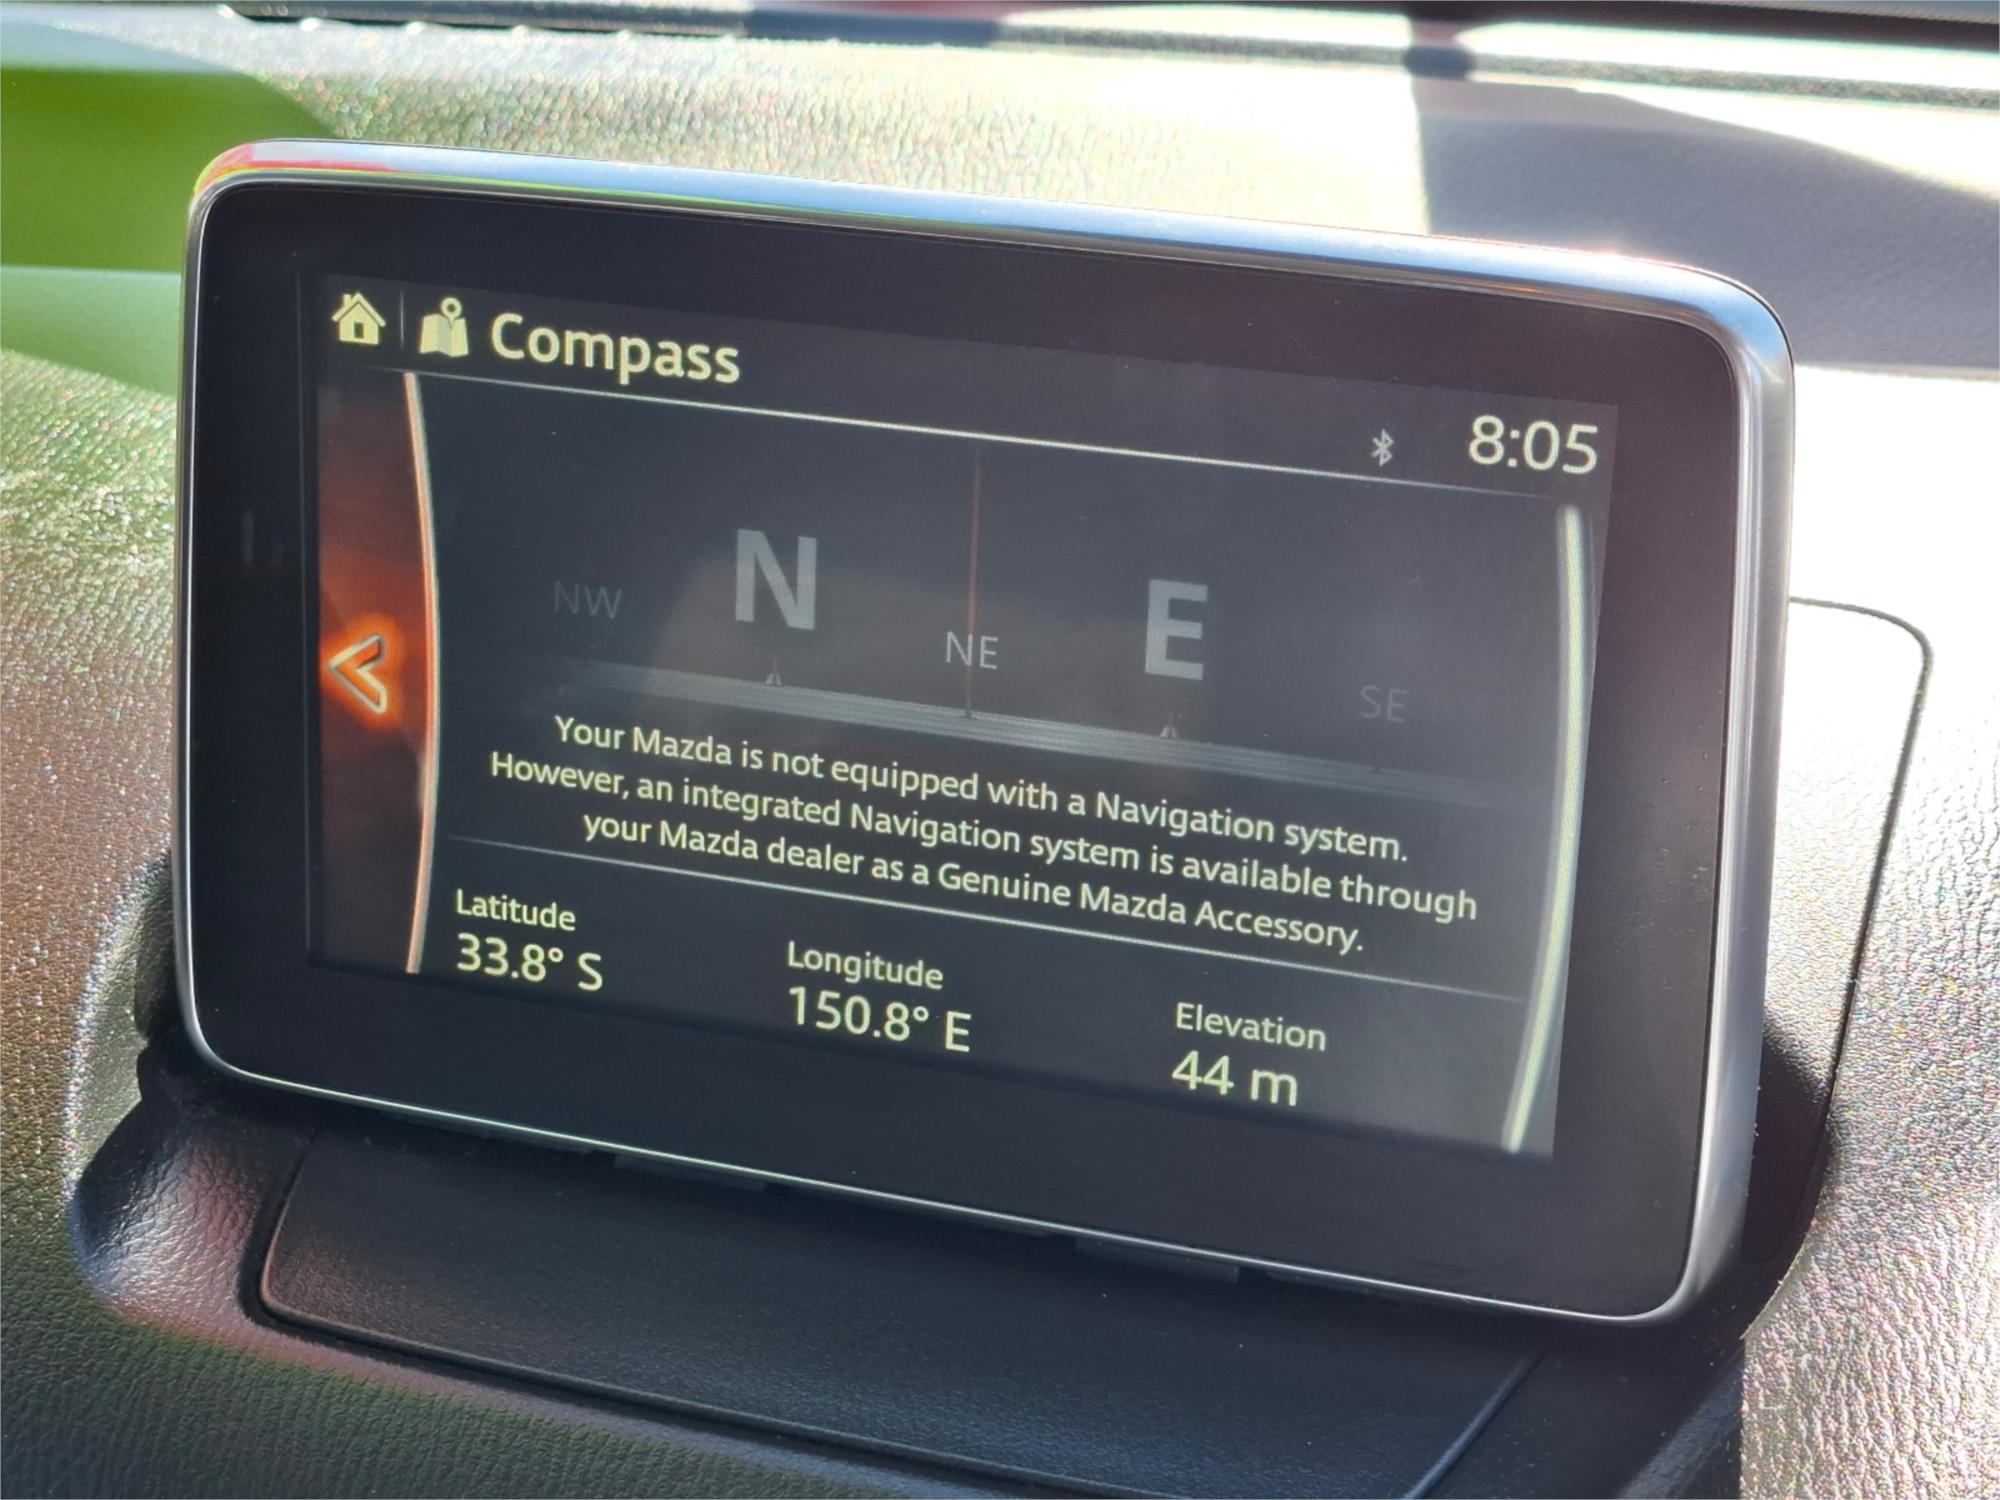 Compass
8:05
NW N NE E SE
Your Mazda is not equipped with a Navigation system.
However, an integrated Navigation system is available through
your Mazda dealer as a Genuine Mazda Accessory.
Latitude Longitude Elevation
33.8° S 150.8° E 44 m